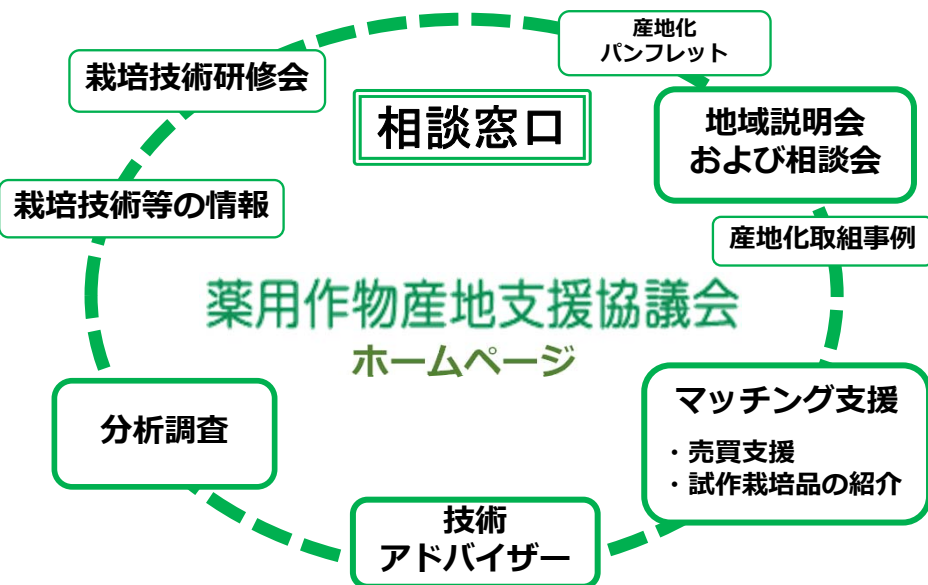 産地化
パンフレット
栽培技術研修会
相談窓口
地域説明会
および相談会
栽培技術等の情報
産地化取組事例
薬用作物産地支援協議会
ホームページ
マッチング支援
・売買支援
・試作栽培品の紹介
分析調査
技術
アドバイザー